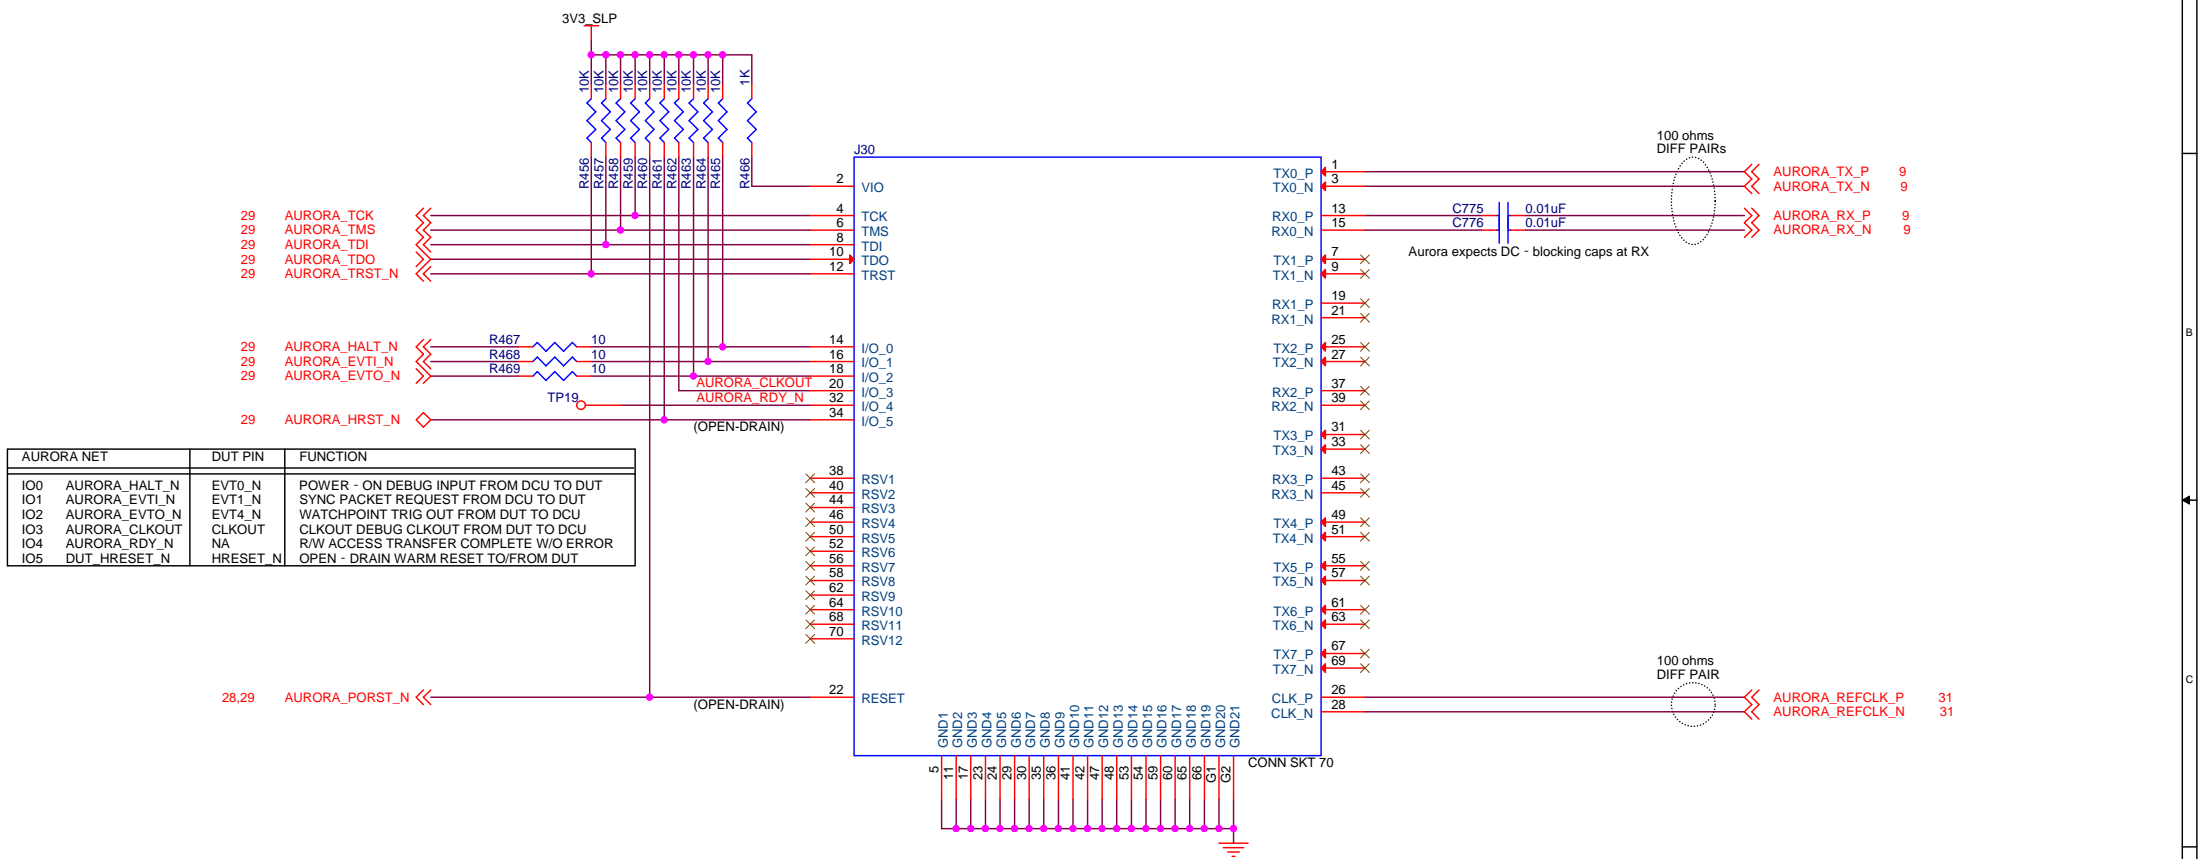 3V3_SLP
10K 10K 10K 10K 10K 10K 10K 10K 10K 10K 1K
R456 R457 R458 R459 R460 R461 R462 R463 R464 R465 R466
J30
100 ohms
DIFF PAIRs
2 VIO
29 AURORA_TCK 4 TCK
29 AURORA_TMS 6 TMS
29 AURORA_TDI 8 TDI
29 AURORA_TDO 10 TDO
29 AURORA_TRST_N 12 TRST
29 AURORA_HALT_N R467 10 14 I/O_0
29 AURORA_EVTI_N R468 10 16 I/O_1
29 AURORA_EVTO_N R469 10 18 I/O_2
AURORA_CLKOUT 20 I/O_3
TP19 AURORA_RDY_N 32 I/O_4
29 AURORA_HRST_N 34 I/O_5
(OPEN-DRAIN)
38 RSV1
40 RSV2
44 RSV3
46 RSV4
50 RSV5
52 RSV6
56 RSV7
58 RSV8
62 RSV9
64 RSV10
68 RSV11
70 RSV12
28,29 AURORA_PORST_N 22 RESET
(OPEN-DRAIN)
AURORA NET DUT PIN FUNCTION
IO0 AURORA_HALT_N EVT0_N POWER - ON DEBUG INPUT FROM DCU TO DUT
IO1 AURORA_EVTI_N EVT1_N SYNC PACKET REQUEST FROM DCU TO DUT
IO2 AURORA_EVTO_N EVT4_N WATCHPOINT TRIG OUT FROM DUT TO DCU
IO3 AURORA_CLKOUT CLKOUT CLKOUT DEBUG CLKOUT FROM DUT TO DCU
IO4 AURORA_RDY_N NA R/W ACCESS TRANSFER COMPLETE W/O ERROR
IO5 DUT_HRESET_N HRESET_N OPEN - DRAIN WARM RESET TO/FROM DUT
TX0_P 1 AURORA_TX_P 9
TX0_N 3 AURORA_TX_N 9
RX0_P 13 C775 0.01uF AURORA_RX_P 9
RX0_N 15 C776 0.01uF AURORA_RX_N 9
Aurora expects DC - blocking caps at RX
TX1_P 7
TX1_N 9
RX1_P 19
RX1_N 21
TX2_P 25
TX2_N 27
RX2_P 37
RX2_N 39
TX3_P 31
TX3_N 33
RX3_P 43
RX3_N 45
TX4_P 49
TX4_N 51
TX5_P 55
TX5_N 57
TX6_P 61
TX6_N 63
TX7_P 67
TX7_N 69
100 ohms
DIFF PAIR
CLK_P 26 AURORA_REFCLK_P 31
CLK_N 28 AURORA_REFCLK_N 31
GND1 GND2 GND3 GND4 GND5 GND6 GND7 GND8 GND9 GND10 GND11 GND12 GND13 GND14 GND15 GND16 GND17 GND18 GND19 GND20 GND21
5 11 17 23 24 29 30 35 36 41 42 47 48 53 54 59 60 65 66 G1 G2
CONN SKT 70
B
C